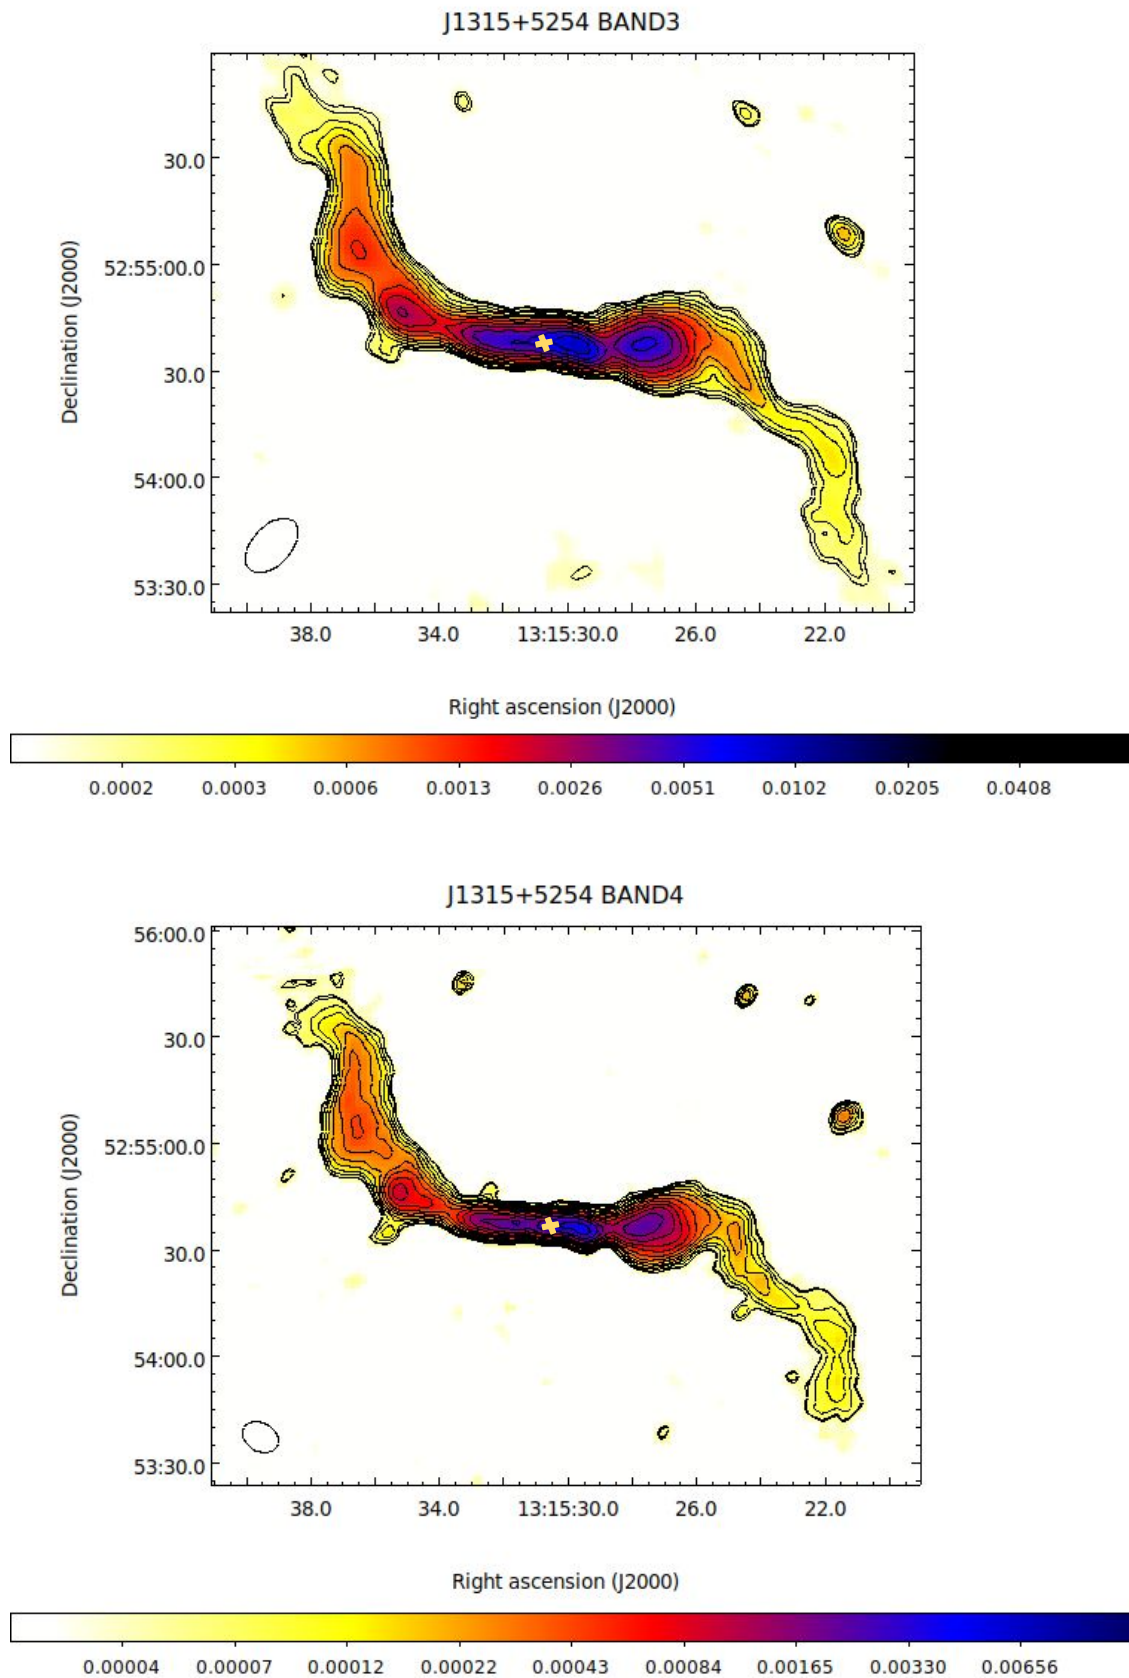 J1315+5254 BAND3
30.0
52:55:00.0
30.0
54:00.0
53:30.0
Declination (J2000)
38.0 34.0 13:15:30.0 26.0 22.0
Right ascension (J2000)
0.0002 0.0003 0.0006 0.0013 0.0026 0.0051 0.0102 0.0205 0.0408
J1315+5254 BAND4
56:00.0
30.0
52:55:00.0
30.0
54:00.0
53:30.0
Declination (J2000)
38.0 34.0 13:15:30.0 26.0 22.0
Right ascension (J2000)
0.00004 0.00007 0.00012 0.00022 0.00043 0.00084 0.00165 0.00330 0.00656